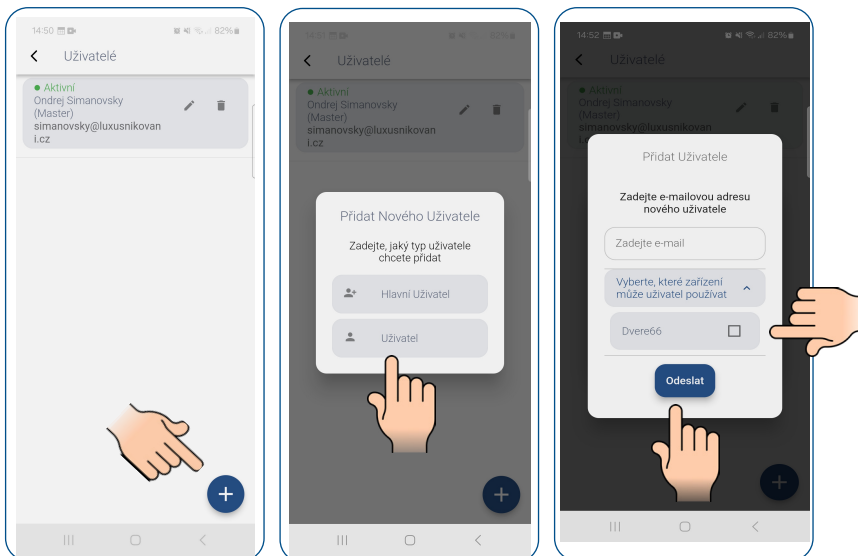 14:50
82%
Uživatelé
Aktivní
Ondrej Simanovsky
(Master)
simanovsky@luxusnikovan
i.cz
14:51
82%
Uživatelé
Aktivní
Ondrej Simanovsky
(Master)
simanovsky@luxusnikovan
i.cz
Přidat Nového Uživatele
Zadejte, jaký typ uživatele
chcete přidat
Hlavní Uživatel
Uživatel
14:52
82%
Uživatelé
Aktivní
Ondrej Simanovsky
(Master)
simanovsky@luxusnikovan
Přidat Uživatele
Zadejte e-mailovou adresu
nového uživatele
Zadejte e-mail
Vyberte, které zařízení
může uživatel používat
Dvere66
Odeslat